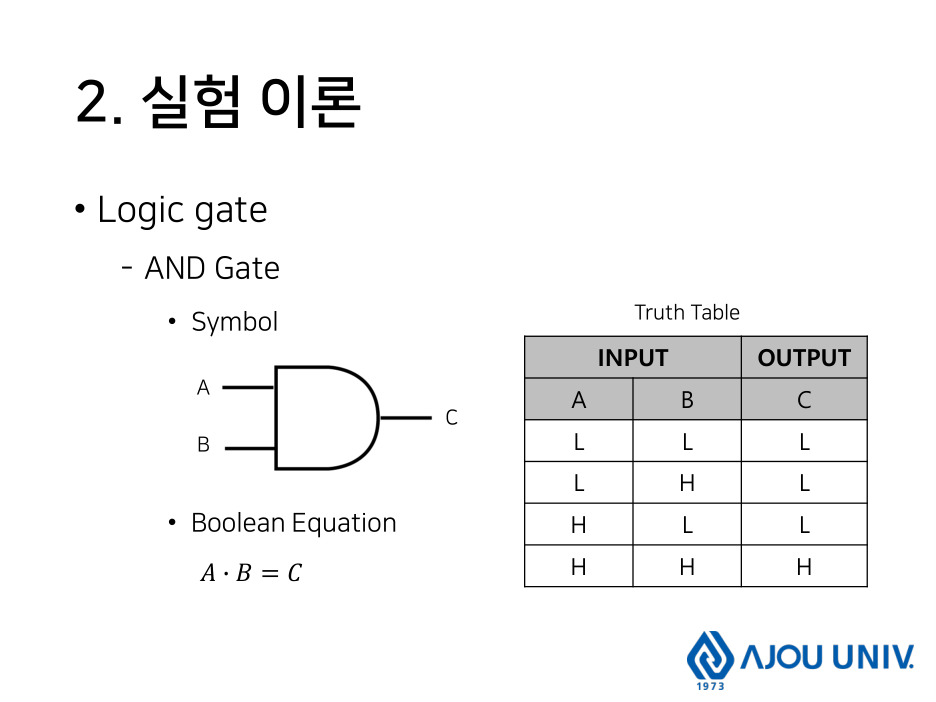 2. 실험 이론
• Logic gate
- AND Gate
• Symbol
A
B
C
• Boolean Equation
A · B = C
Truth Table
INPUT OUTPUT
A B C
L L L
L H L
H L L
H H H
AJOU UNIV.
1973